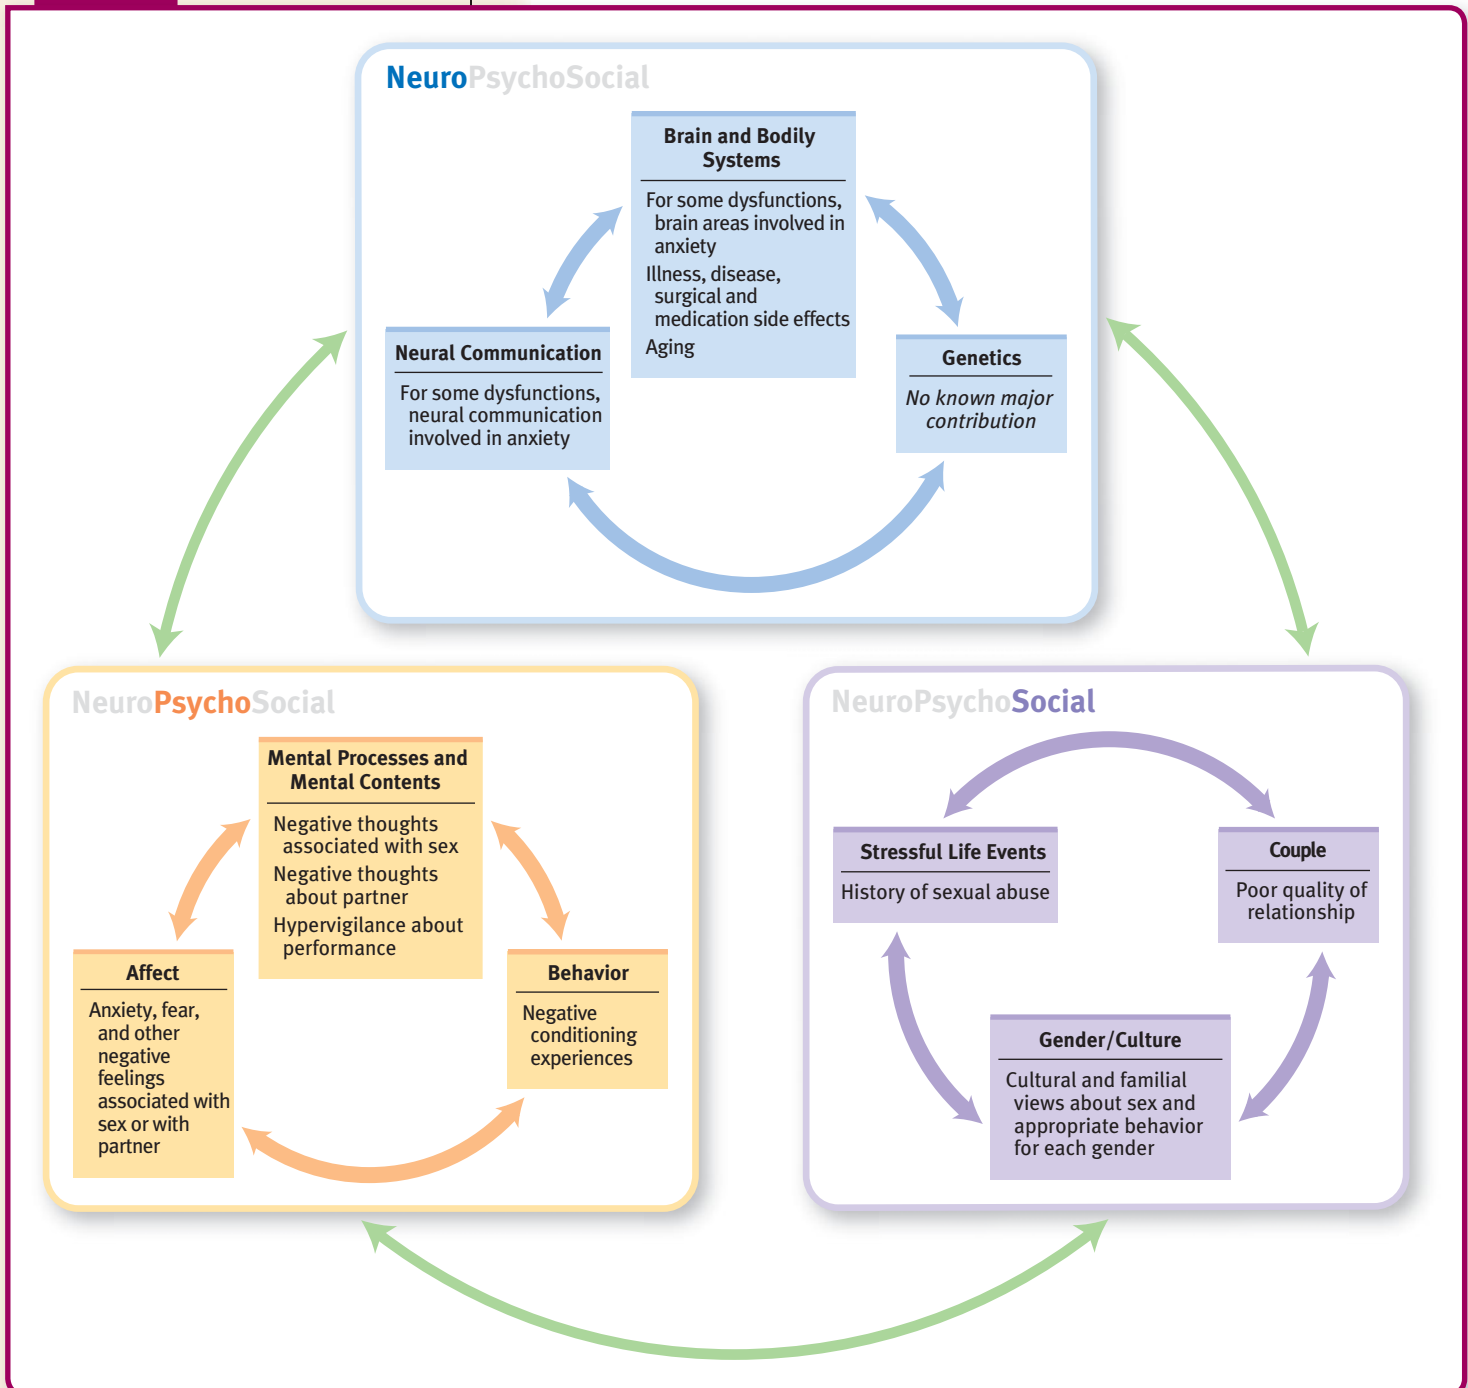 NeuroPsychoSocial
Brain and Bodily
Systems
For some dysfunctions,
brain areas involved in
anxiety
Illness, disease,
surgical and
medication side effects
Aging
Neural Communication
For some dysfunctions,
neural communication
involved in anxiety
Genetics
No known major
contribution
NeuroPsychoSocial
Mental Processes and
Mental Contents
Negative thoughts
associated with sex
Negative thoughts
about partner
Hypervigilance about
performance
Affect
Anxiety, fear,
and other
negative
feelings
associated with
sex or with
partner
Behavior
Negative
conditioning
experiences
NeuroPsychoSocial
Stressful Life Events
History of sexual abuse
Couple
Poor quality of
relationship
Gender/Culture
Cultural and familial
views about sex and
appropriate behavior
for each gender